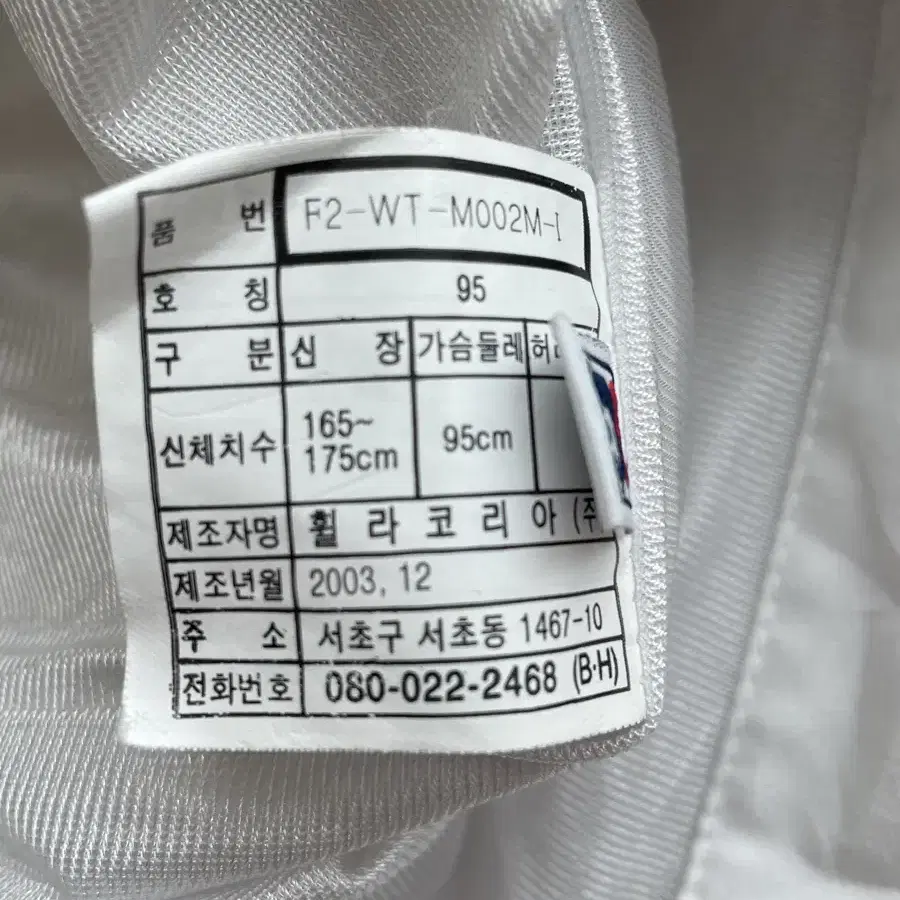 품 번 F2-WT-M002M-I
호 칭 95
구 분 신 장 가슴둘레
신체치수 165~ 175cm 95cm
제조자명 휠 라 코 리 아 (주
제조년월 2003, 12
주 소 서초구 서초동 1467-10
전화번호 080-022-2468 (B·H)